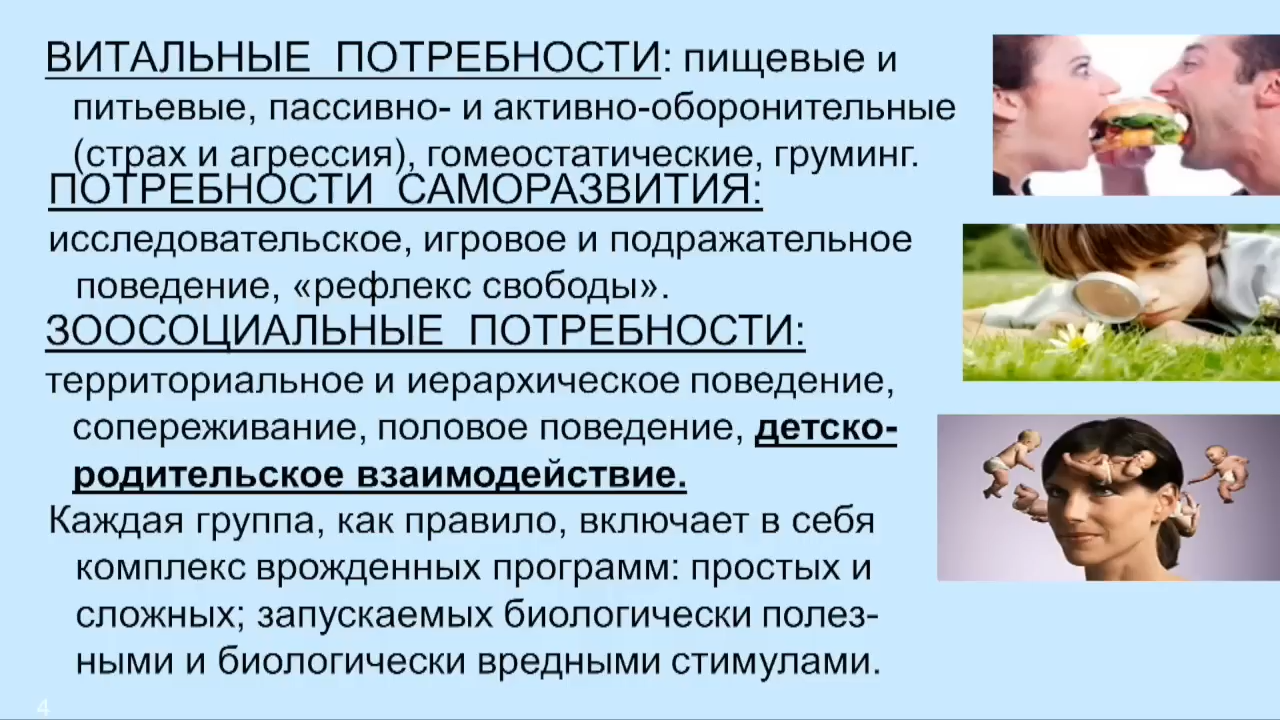 ВИТАЛЬНЫЕ ПОТРЕБНОСТИ: пищевые и
питьевые, пассивно- и активно-оборонительные
(страх и агрессия), гомеостатические, груминг.
ПОТРЕБНОСТИ САМОРАЗВИТИЯ:
исследовательское, игровое и подражательное
поведение, «рефлекс свободы».
ЗООСОЦИАЛЬНЫЕ ПОТРЕБНОСТИ:
территориальное и иерархическое поведение,
сопереживание, половое поведение, детско-
родительское взаимодействие.
Каждая группа, как правило, включает в себя
комплекс врожденных программ: простых и
сложных; запускаемых биологически полез-
ными и биологически вредными стимулами.
4